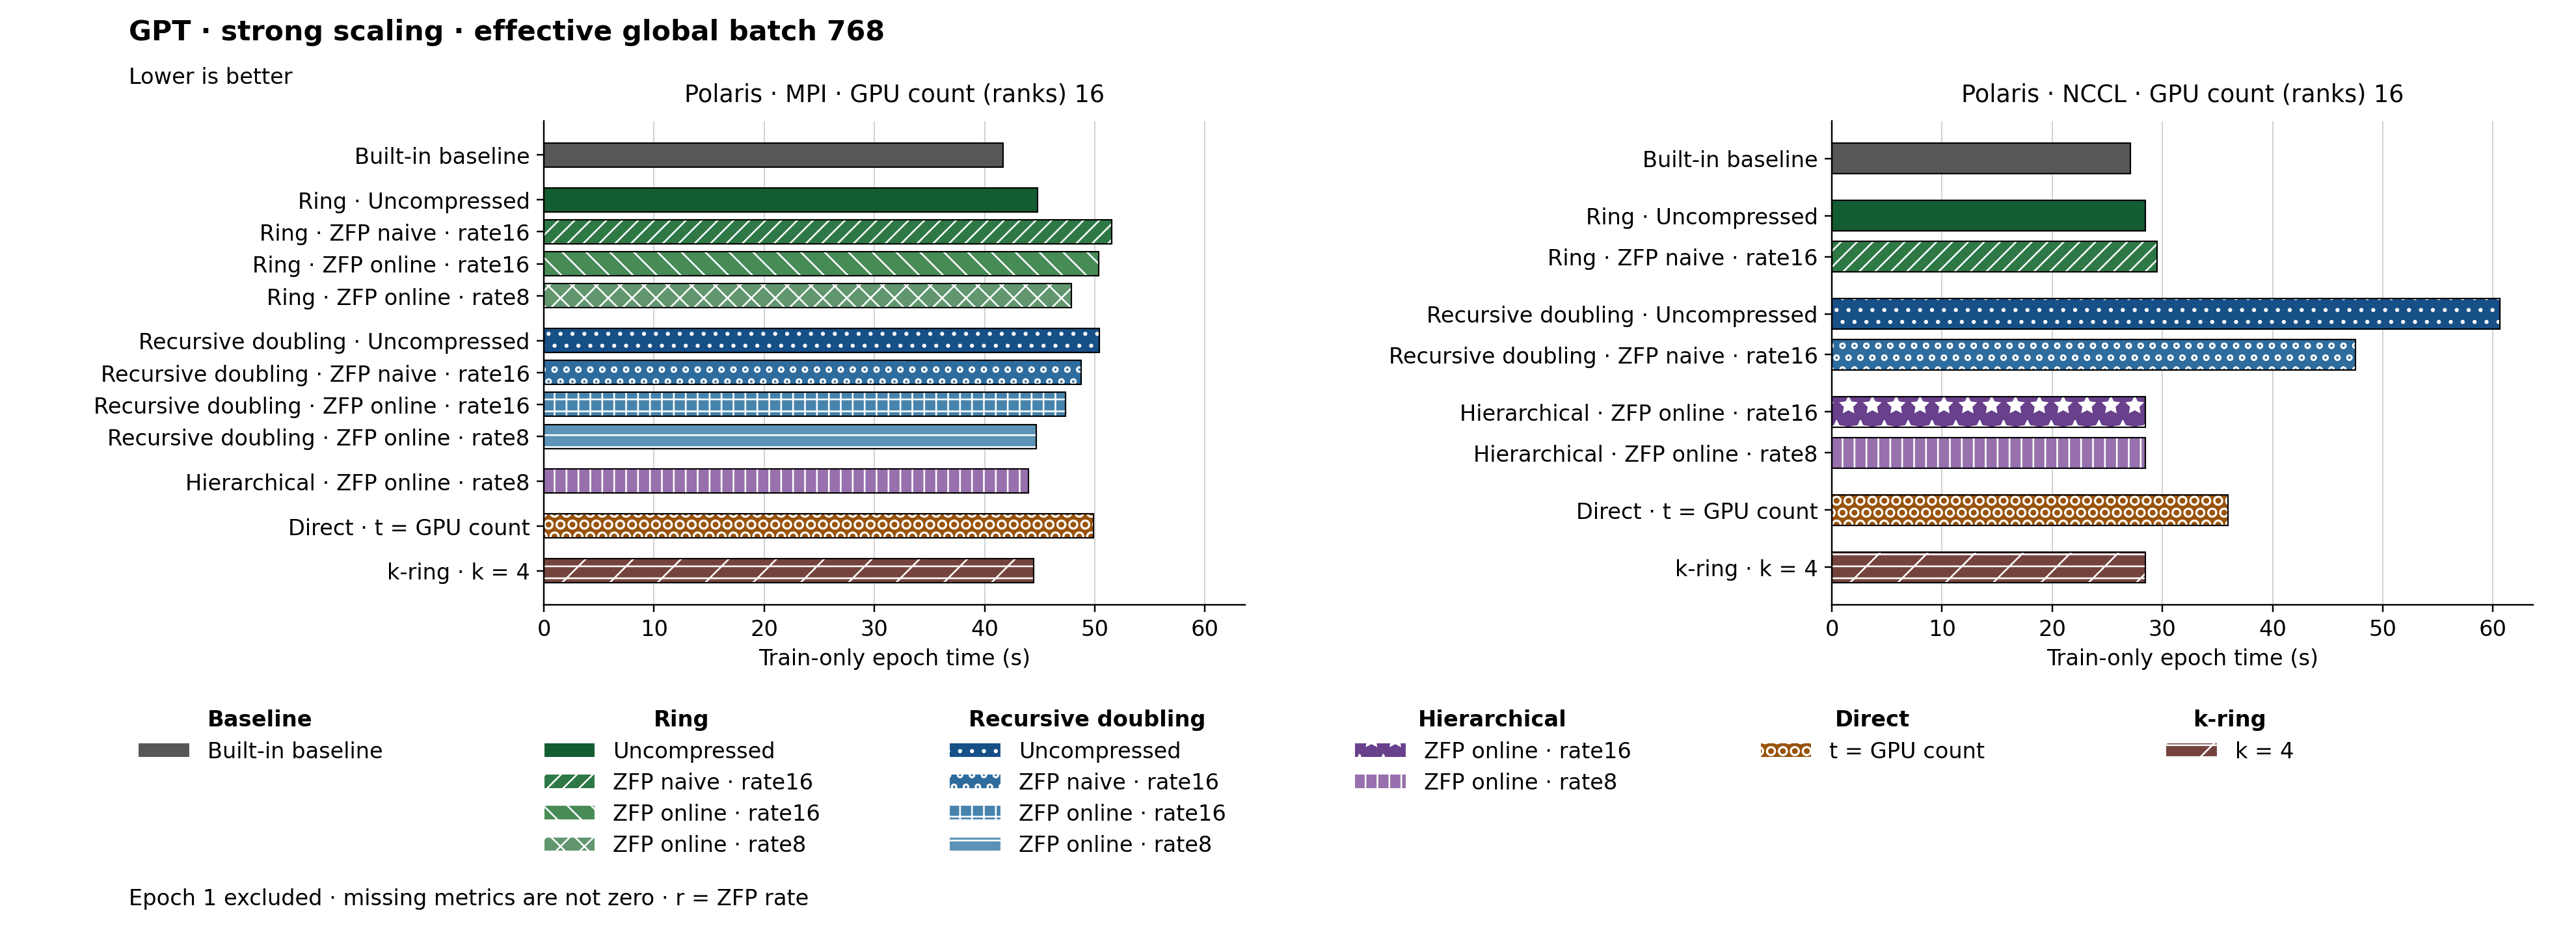 GPT · strong scaling · effective global batch 768
Lower is better
Polaris · MPI · GPU count (ranks) 16
Built-in baseline
Ring · Uncompressed
Ring · ZFP naive · rate16
Ring · ZFP online · rate16
Ring · ZFP online · rate8
Recursive doubling · Uncompressed
Recursive doubling · ZFP naive · rate16
Recursive doubling · ZFP online · rate16
Recursive doubling · ZFP online · rate8
Hierarchical · ZFP online · rate8
Direct · t = GPU count
k-ring · k = 4
0 10 20 30 40 50 60
Train-only epoch time (s)
Polaris · NCCL · GPU count (ranks) 16
Built-in baseline
Ring · Uncompressed
Ring · ZFP naive · rate16
Recursive doubling · Uncompressed
Recursive doubling · ZFP naive · rate16
Hierarchical · ZFP online · rate16
Hierarchical · ZFP online · rate8
Direct · t = GPU count
k-ring · k = 4
0 10 20 30 40 50 60
Train-only epoch time (s)
Baseline
Built-in baseline
Ring
Uncompressed
ZFP naive · rate16
ZFP online · rate16
ZFP online · rate8
Recursive doubling
Uncompressed
ZFP naive · rate16
ZFP online · rate16
ZFP online · rate8
Hierarchical
ZFP online · rate16
ZFP online · rate8
Direct
t = GPU count
k-ring
k = 4
Epoch 1 excluded · missing metrics are not zero · r = ZFP rate